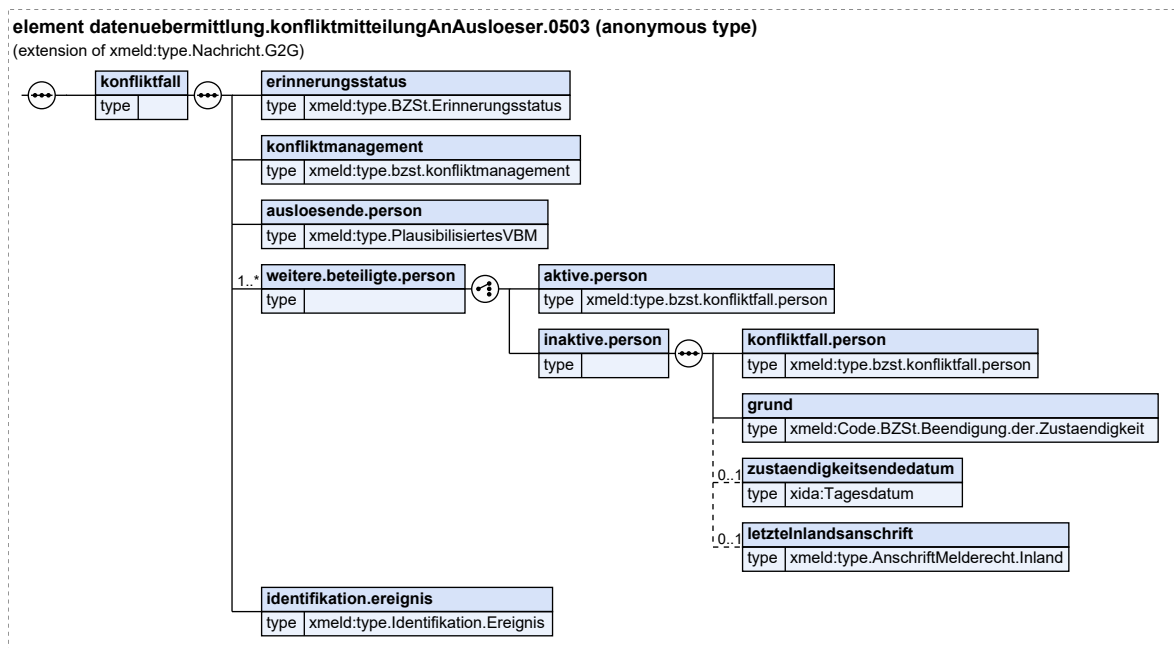 element datenuebermittlung.konfliktmitteilungAnAusloeser.0503 (anonymous type)
(extension of xmeld:type.Nachricht.G2G)
konfliktfall
type
erinnerungsstatus
type xmeld:type.BZSt.Erinnerungsstatus
konfliktmanagement
type xmeld:type.bzst.konfliktmanagement
ausloesende.person
type xmeld:type.PlausibilisiertesVBM
1..* weitere.beteiligte.person
type
aktive.person
type xmeld:type.bzst.konfliktfall.person
inaktive.person
type
konfliktfall.person
type xmeld:type.bzst.konfliktfall.person
grund
type xmeld:Code.BZSt.Beendigung.der.Zustaendigkeit
0..1 zustaendigkeitsendedatum
type xida:Tagesdatum
0..1 letzteInlandsanschrift
type xmeld:type.AnschriftMelderecht.Inland
identifikation.ereignis
type xmeld:type.Identifikation.Ereignis